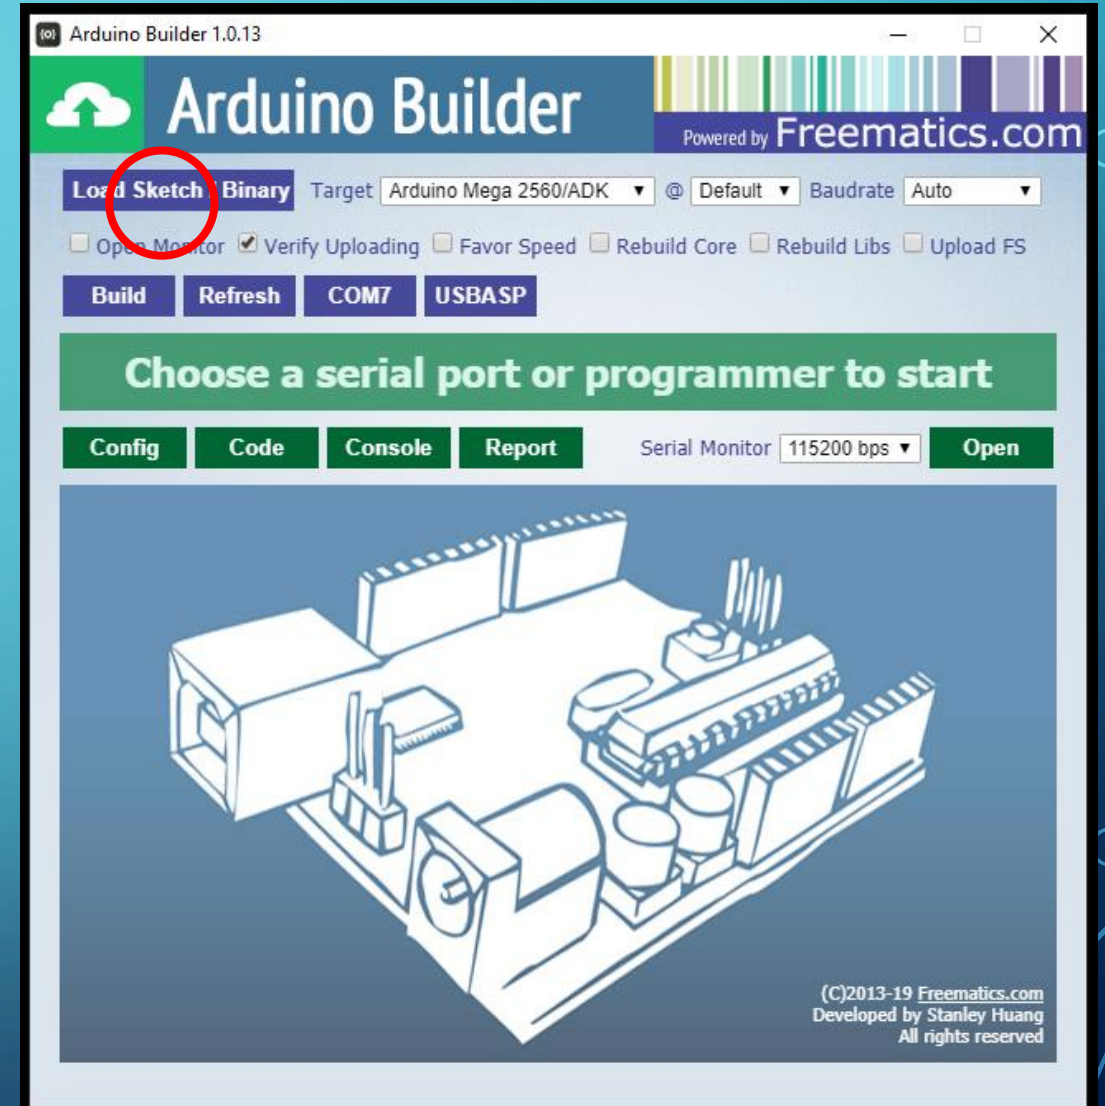 Arduino Builder 1.0.13
Arduino Builder
Powered by Freematics.com
Load Sketch / Binary Target Arduino Mega 2560/ADK @ Default Baudrate Auto
Open Monitor Verify Uploading Favor Speed Rebuild Core Rebuild Libs Upload FS
Build Refresh COM7 USBASP
Choose a serial port or programmer to start
Config Code Console Report Serial Monitor 115200 bps Open
(C)2013-19 Freematics.com
Developed by Stanley Huang
All rights reserved